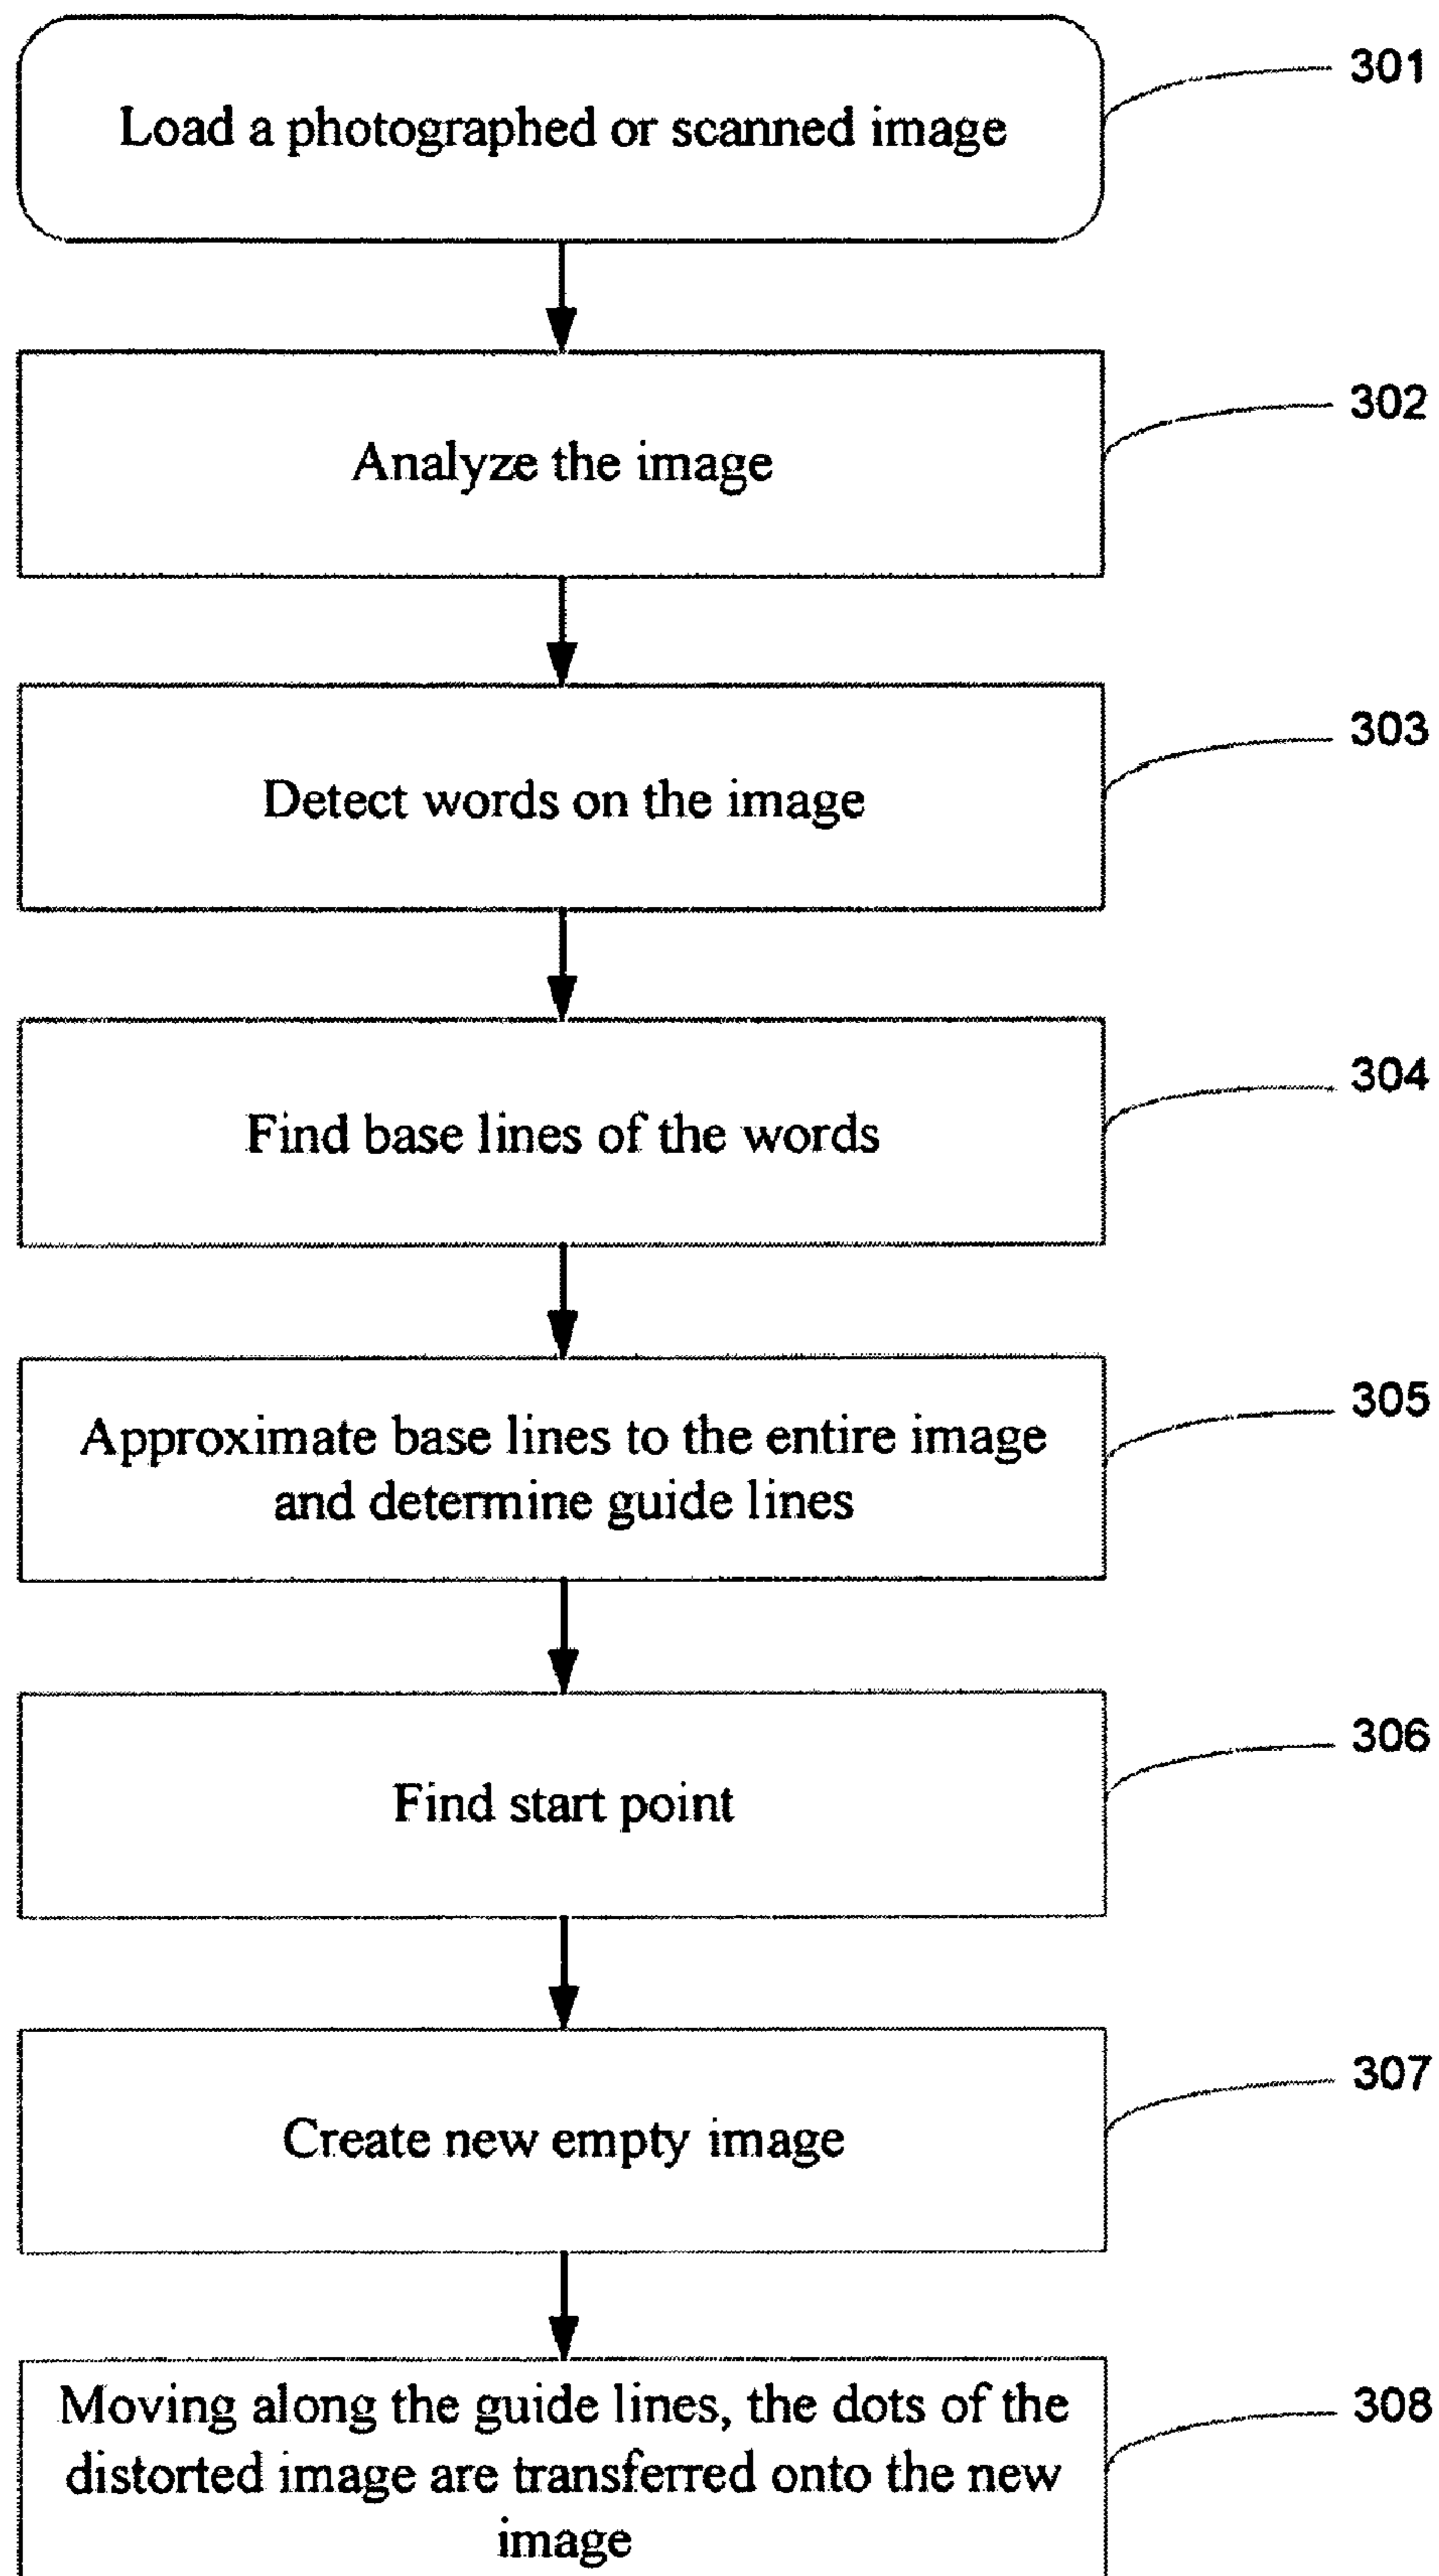 Load a photographed or scanned image
301
Analyze the image
302
Detect words on the image
303
Find base lines of the words
304
Approximate base lines to the entire image
and determine guide lines
305
Find start point
306
Create new empty image
307
Moving along the guide lines, the dots of the
distorted image are transferred onto the new
image
308